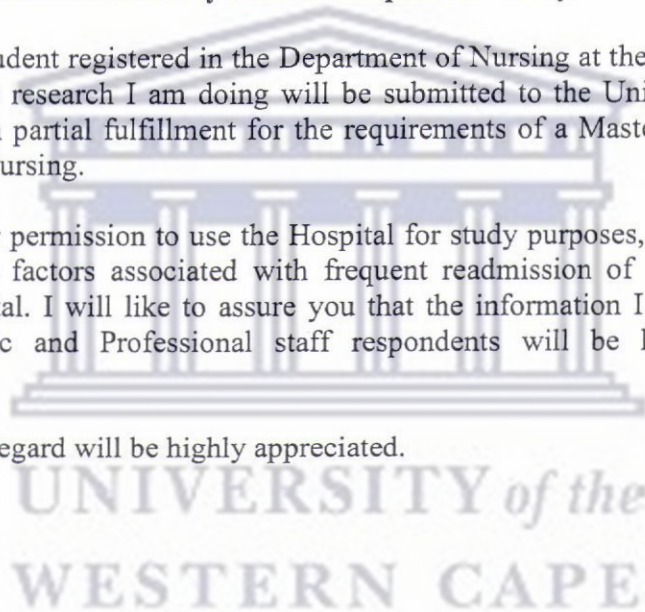 udent registered in the Department of Nursing at the
research I am doing will be submitted to the Uni
partial fulfillment for the requirements of a Maste
ursing.
permission to use the Hospital for study purposes,
factors associated with frequent readmission of
tal. I will like to assure you that the information I
c and Professional staff respondents will be
egard will be highly appreciated.
UNIVERSITY of the
WESTERN CAPE